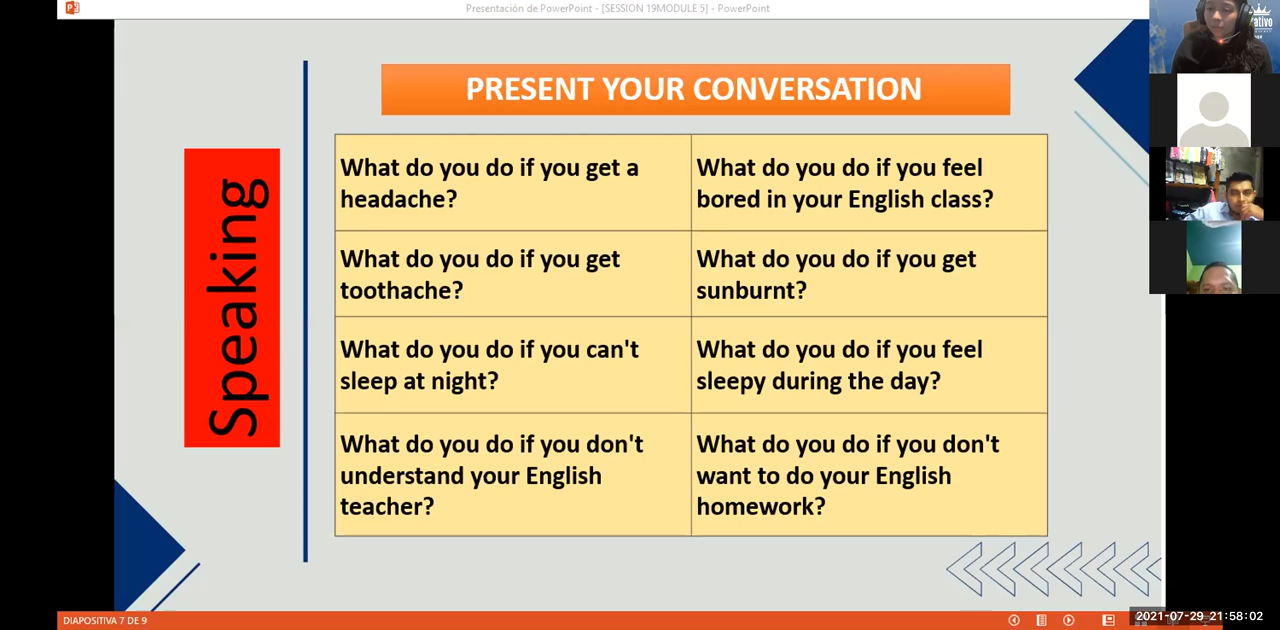 Presentación de PowerPoint - [SESSION 19MODULE 5] - PowerPoint
ativo
PRESENT YOUR CONVERSATION
Speaking
What do you do if you get a
headache?
What do you do if you feel
bored in your English class?
What do you do if you get
toothache?
What do you do if you get
sunburnt?
What do you do if you can't
sleep at night?
What do you do if you feel
sleepy during the day?
What do you do if you don't
understand your English
teacher?
What do you do if you don't
want to do your English
homework?
DIAPOSITIVA 7 DE 9
2021-07-29 21:58:02